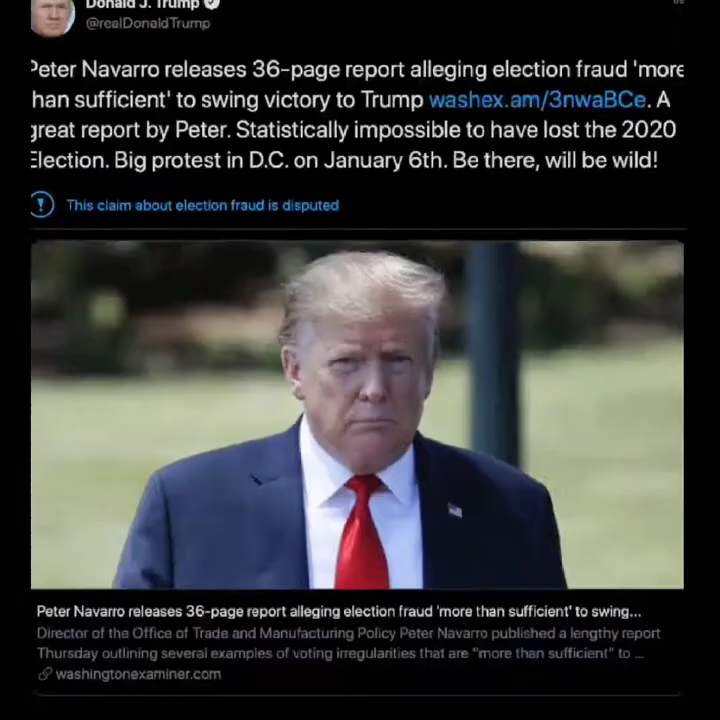 Donald J. Trump
@realDonaldTrump
Peter Navarro releases 36-page report alleging election fraud 'more
han sufficient' to swing victory to Trump washex.am/3nwaBCe. A
great report by Peter. Statistically impossible to have lost the 2020
Election. Big protest in D.C. on January 6th. Be there, will be wild!
This claim about election fraud is disputed
Peter Navarro releases 36-page report alleging election fraud 'more than sufficient' to swing...
Director of the Office of Trade and Manufacturing Policy Peter Navarro published a lengthy report
Thursday outlining several examples of voting irregularities that are "more than sufficient" to ...
washingtonexaminer.com